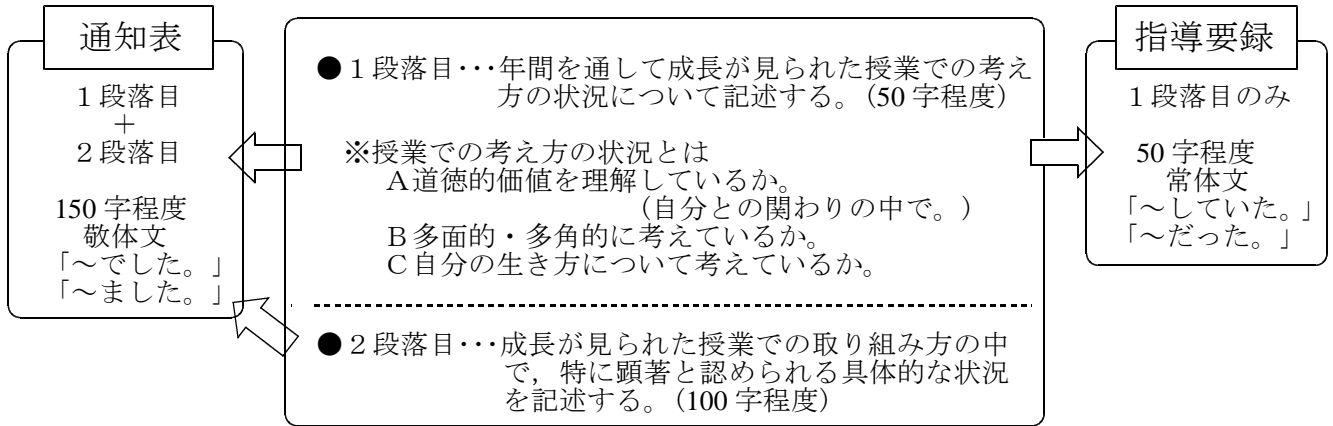 通知表
１段落目
＋
２段落目
150 字程度
敬体文
「～でした。」
「～ました。」
●１段落目･･･年間を通して成長が見られた授業での考え
方の状況について記述する。（50 字程度）
※授業での考え方の状況とは
Ａ道徳的価値を理解しているか。
（自分との関わりの中で。）
Ｂ多面的・多角的に考えているか。
Ｃ自分の生き方について考えているか。
●２段落目･･･成長が見られた授業での取り組み方の中
で，特に顕著と認められる具体的な状況
を記述する。（100 字程度）
指導要録
１段落目のみ
50 字程度
常体文
「～していた。」
「～だった。」